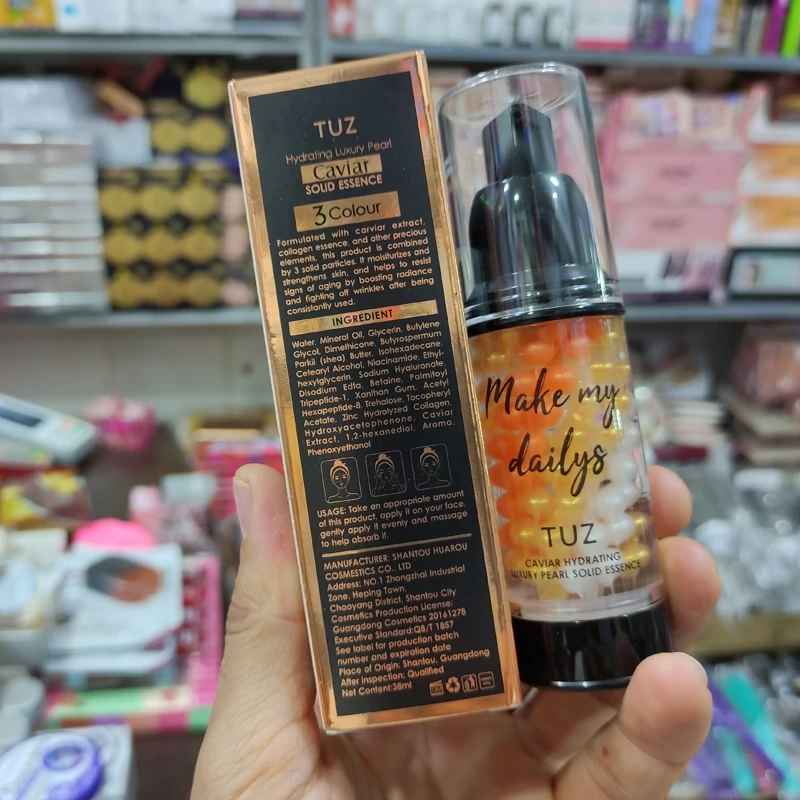 TUZ
Hydrating Luxury Pearl
Caviar
SOLID ESSENCE
3 Colour
Formulated with carviar extract,
collagen essence, and other precious
elements, this product is combined
by 3 solid particies. It moisturizes and
strengthens skin, and helps to resist
signs of aging by boosting radiance
and fighting off wrinkles after being
consistantly used.
INGREDIENT
Water, Mineral Oil, Glycerin, Butylene
Glycol, Dimethicone, Butyrospermum
Parkii (shea) Butter, Isohexadecane,
Cetearyl Alcohol, Niacinamide, Ethyl-
hexylglycerin, Sodium Hyaluronate,
Disodium Edta, Betaine, Palmitoyl
Tripeptide-1, Xanthan Gum, Acetyl
Hexapeptide-8, Trehalose, Tocopheryl
Acetate, Zinc, Hydrolyzed Collagen,
Hydroxyacetophenone, Caviar
Extract, 1,2-hexanediol, Aroma,
Phenoxyethanol
USAGE: Take an appropriate amount
of this product, apply it on your face,
gently apply it evenly and massage
to help absorb it.
MANUFACTURER: SHANTOU HUAROU
COSMETICS CO., LTD
Address: NO.1 Zhongzhai Industrial
Zone, Heping Town,
Chaoyang District, Shantou City
Cosmetics Production License:
Guangdong Cosmetics 20161278
Executive Standard:QB/T 1857
See label for production batch
number and expiration date
Place of Origin: Shantou, Guangdong
After inspection: Qualified
Net Content:38ml
Make my
dailys
TUZ
CAVIAR HYDRATING
LUXURY PEARL SOLID ESSENCE